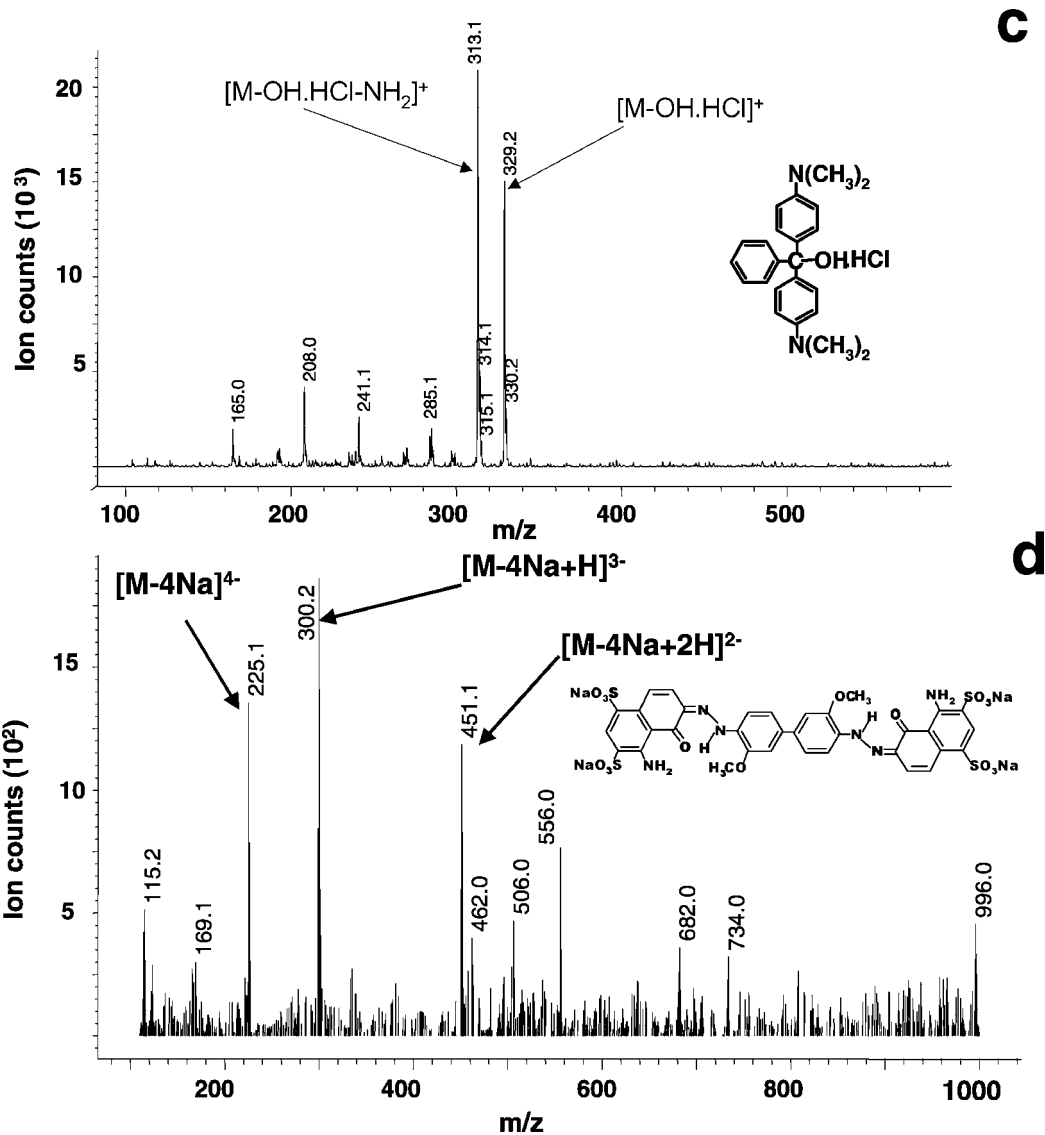 c
313.1
20
[M-OH.HCl-NH2]+
[M-OH.HCl]+
329.2
15
N(CH3)2
Ion counts (10 3)
C-OH.HCl
10
N(CH3)2
314.1
5
208.0
330.2
165.0
241.1
285.1
315.1
100
200
300
400
500
m/z
d
[M-4Na]4-
[M-4Na+H]3-
300.2
[M-4Na+2H]2-
15
225.1
451.1
NaO3S
N
N
H
O
NH2
NaO3S
H3CO
OCH3
H
N
N
O
NH2
SO3Na
SO3Na
Ion counts (102)
10
556.0
5
115.2
169.1
462.0
506.0
682.0
734.0
996.0
200
400
600
800
1000
m/z